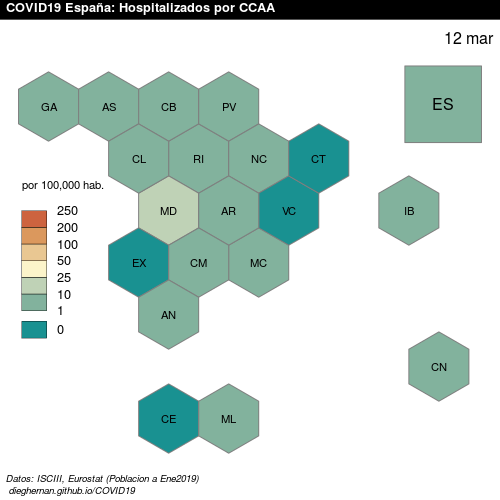 COVID19 España: Hospitalizados por CCAA
12 mar
GA AS CB PV ES
CL RI NC CT
por 100,000 hab.
MD AR VC IB
250
200
100
50
25
10
1
0
EX CM MC
AN
CN
CE ML
Datos: ISCIII, Eurostat (Poblacion a Ene2019)
dieghernan.github.io/COVID19